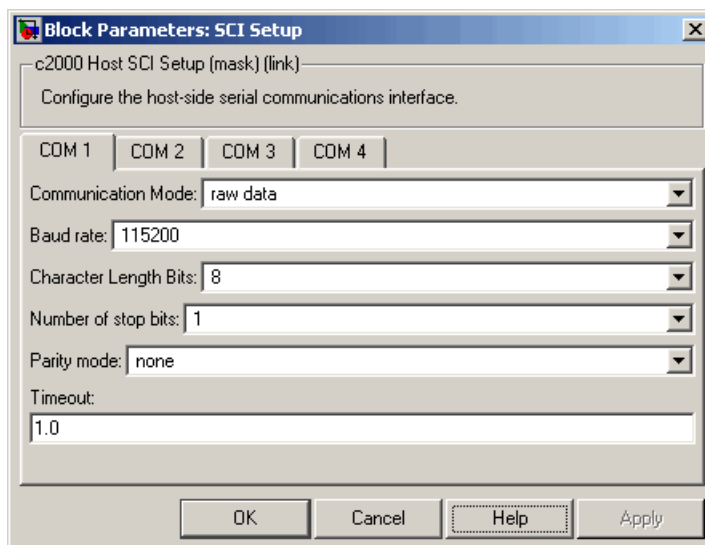 Block Parameters: SCI Setup
c2000 Host SCI Setup (mask) (link)
Configure the host-side serial communications interface.
COM 1 COM 2 COM 3 COM 4
Communication Mode: raw data
Baud rate: 115200
Character Length Bits: 8
Number of stop bits: 1
Parity mode: none
Timeout:
1.0
OK Cancel Help Apply